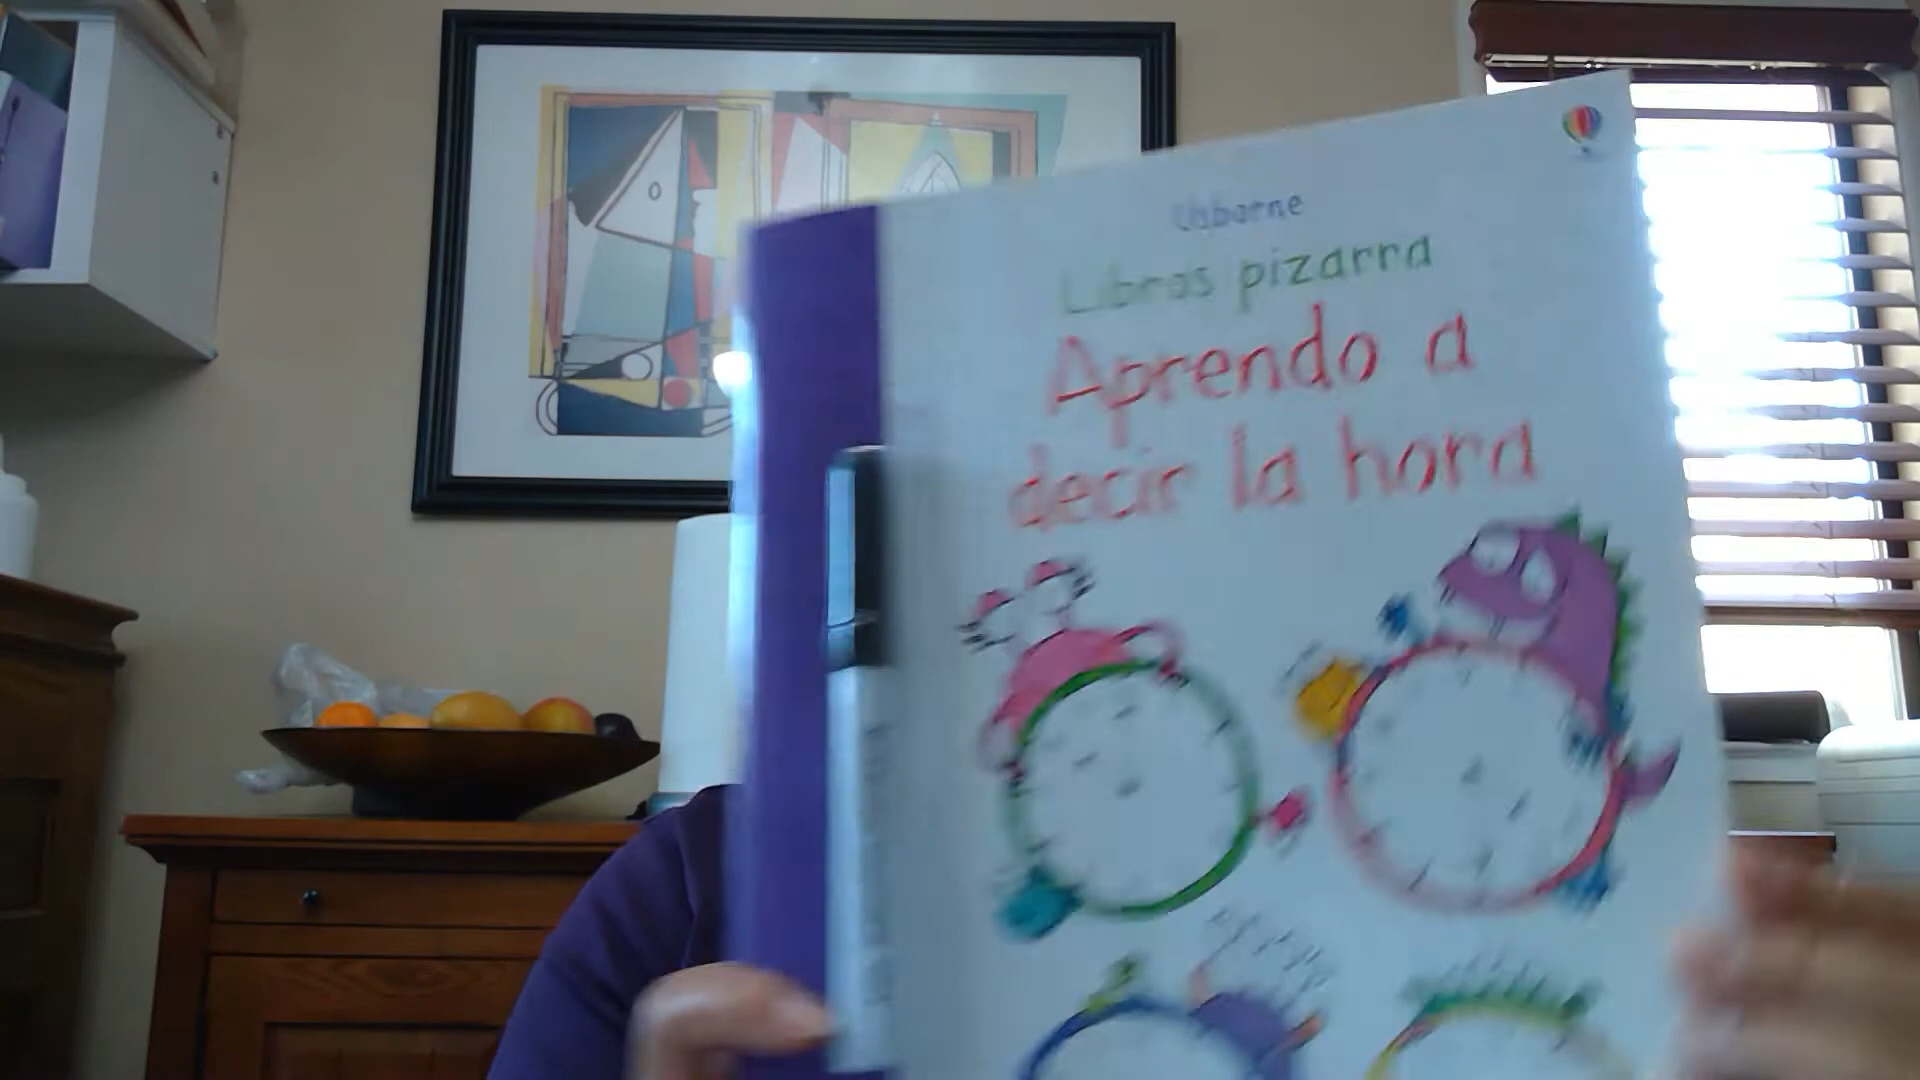 Usborne
Libros pizarra
Aprendo a
decir la hora